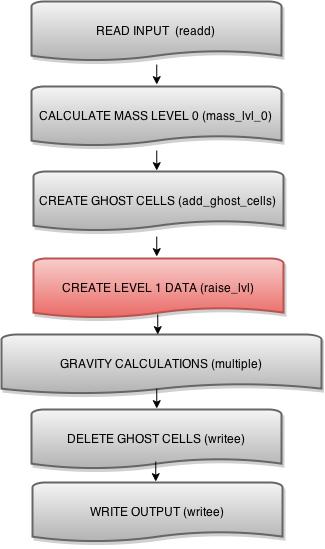 READ INPUT (readd)
CALCULATE MASS LEVEL 0 (mass_lvl_0)
CREATE GHOST CELLS (add_ghost_cells)
CREATE LEVEL 1 DATA (raise_lvl)
GRAVITY CALCULATIONS (multiple)
DELETE GHOST CELLS (writee)
WRITE OUTPUT (writee)